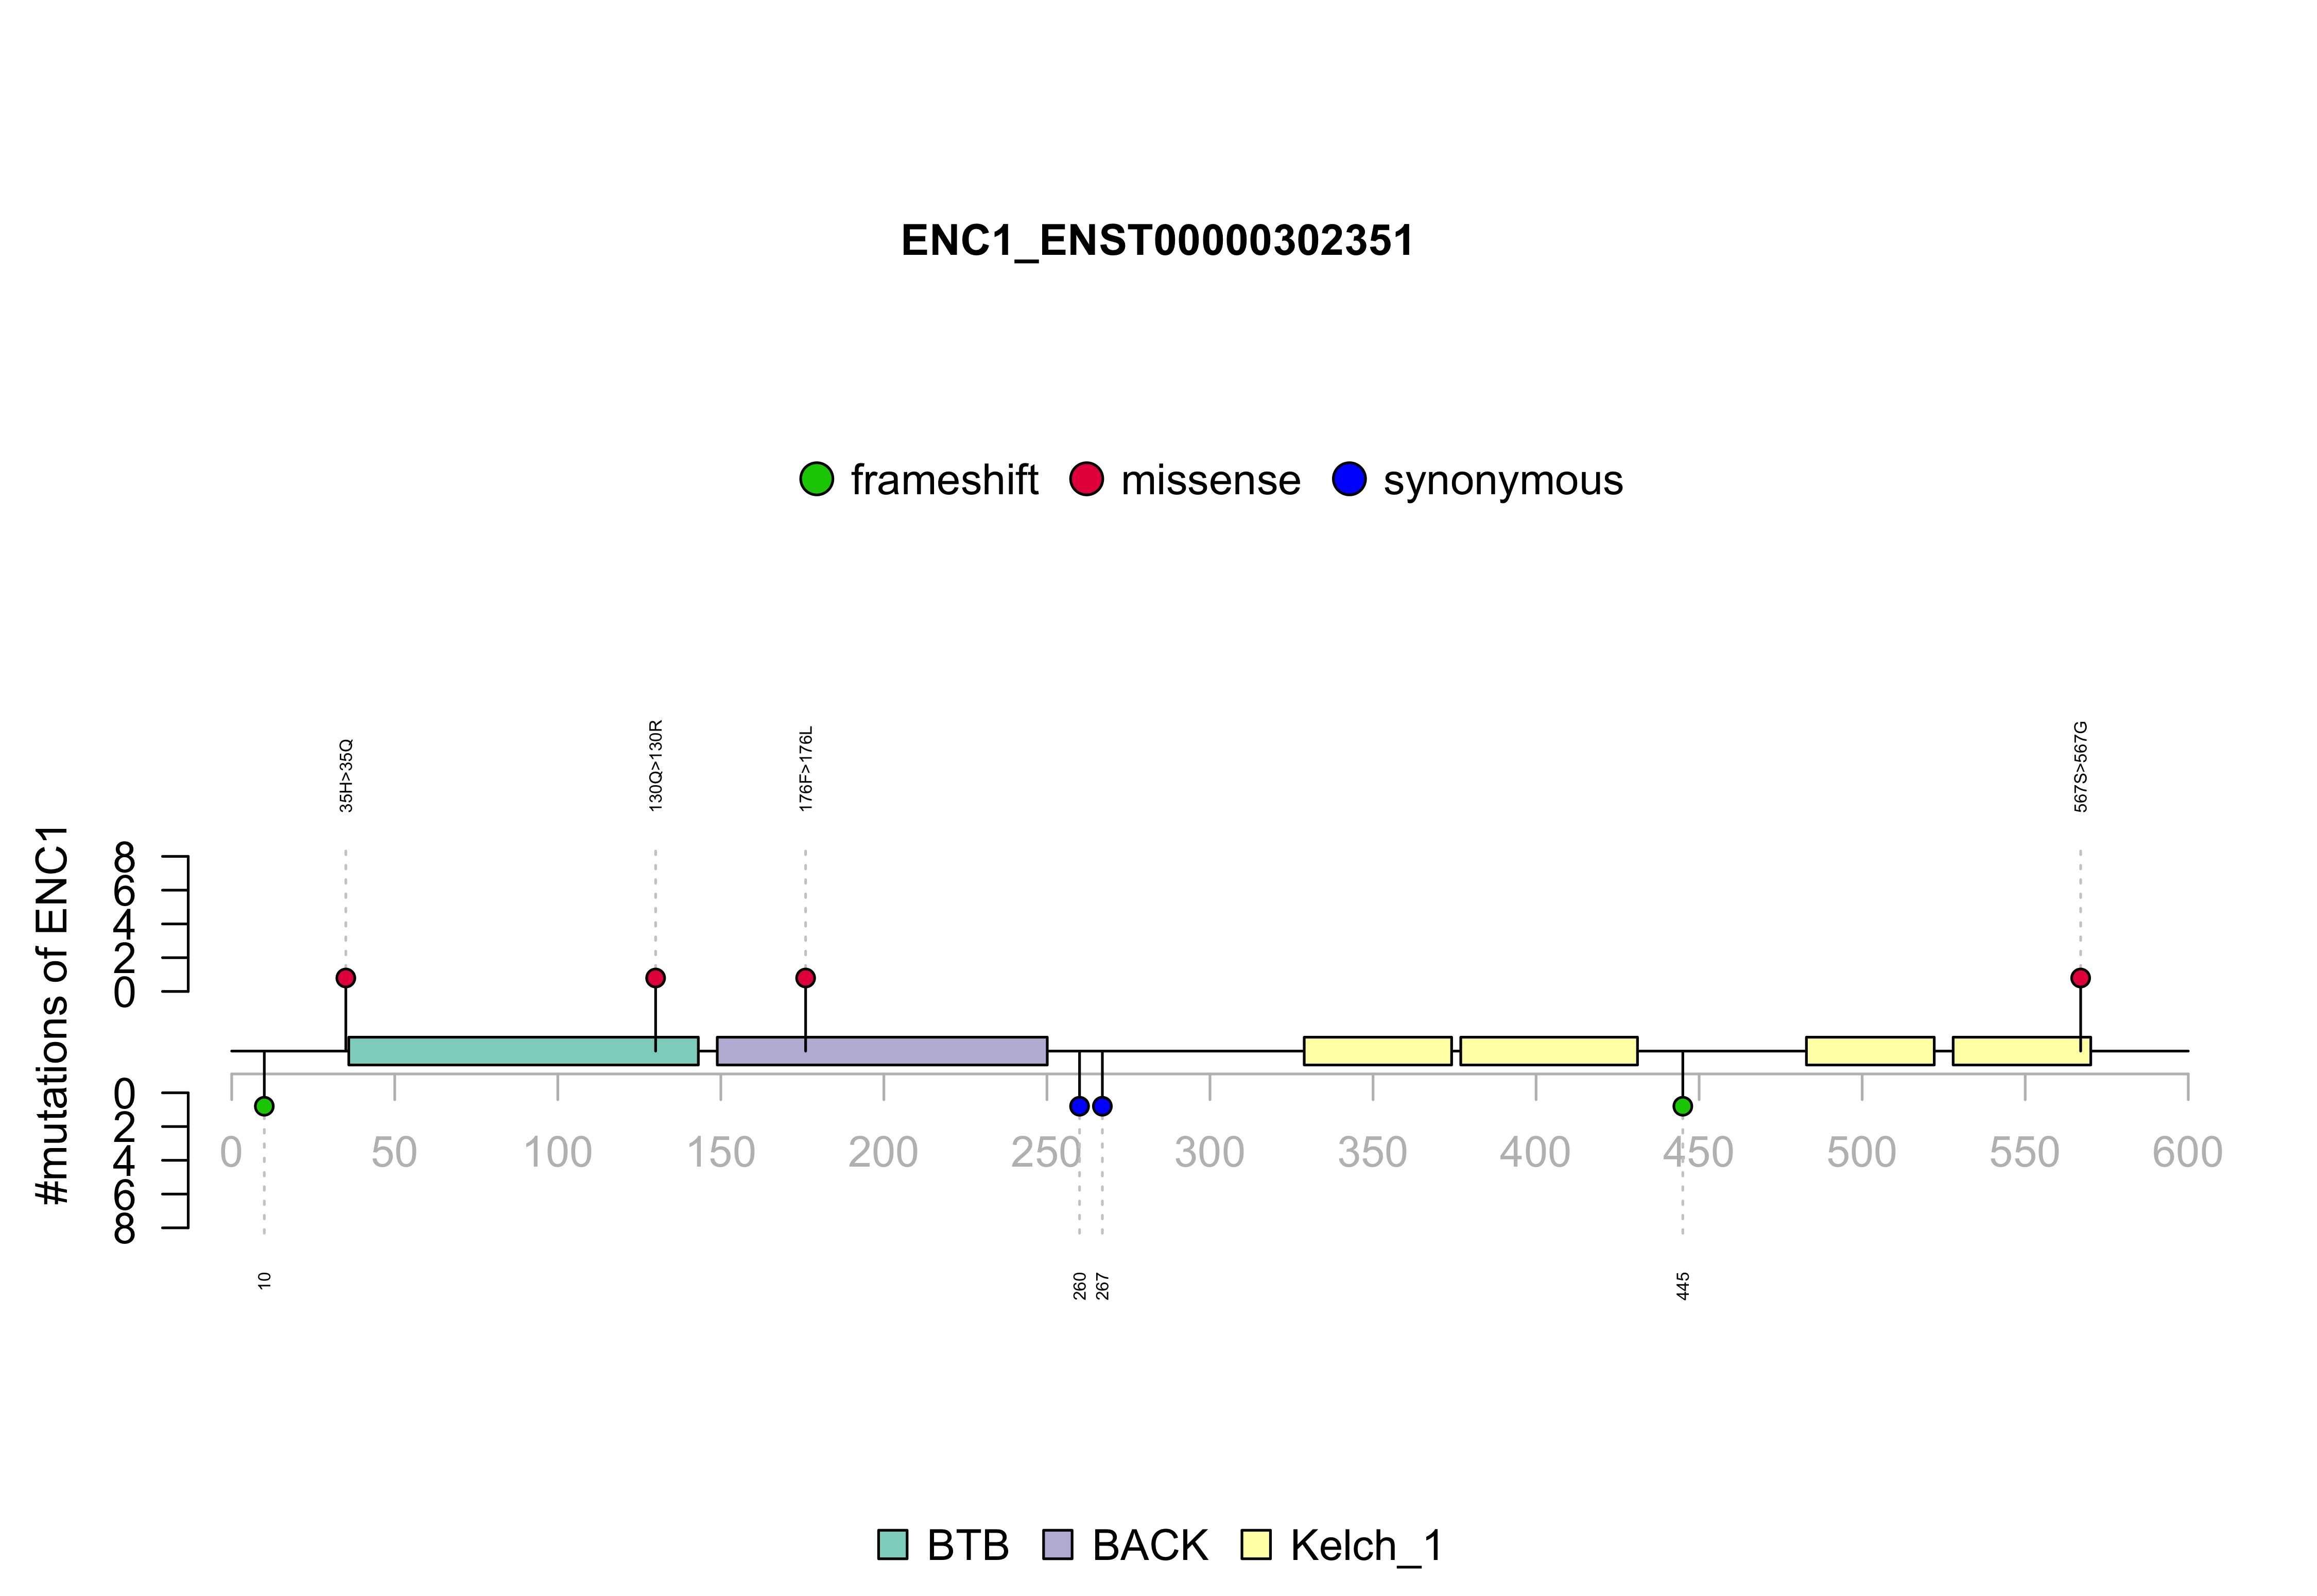 ENC1_ENST00000302351
frameshift missense synonymous
35H>35Q 130Q>130R 176F>176L 567S>567G
#mutations of ENC1
8
6
4
2
0
0
2
4
6
8
0 50 100 150 200 250 300 350 400 450 500 550 600
10 260 267 445
BTB BACK Kelch_1